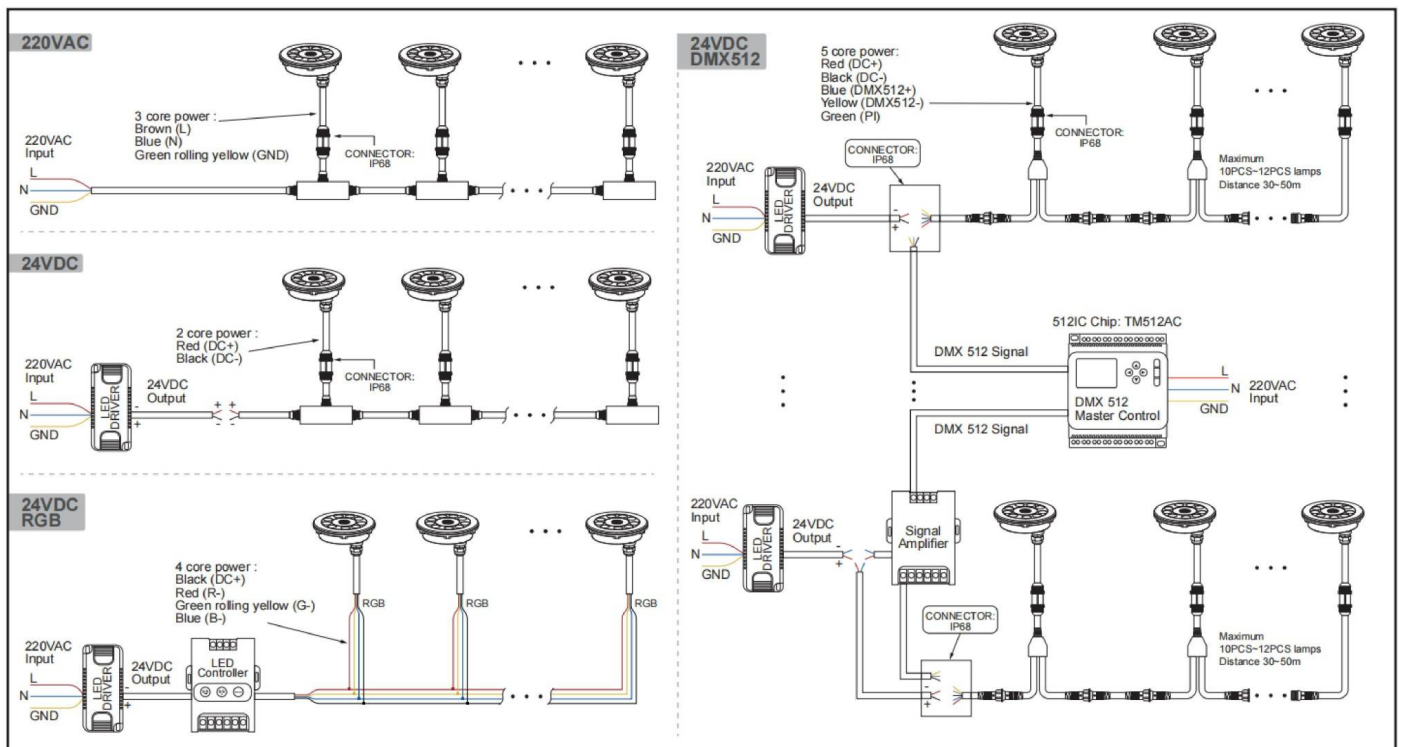 220VAC
3 core power :
Brown (L)
Blue (N)
Green rolling yellow (GND)
CONNECTOR:
IP68
220VAC
Input
L
N
GND
24VDC
2 core power :
Red (DC+)
Black (DC-)
CONNECTOR:
IP68
220VAC
Input
L
N
GND
LED
DRIVER
24VDC
Output
-
+
+ +
- -
24VDC
RGB
4 core power :
Black (DC+)
Red (R-)
Green rolling yellow (G-)
Blue (B-)
RGB
RGB
RGB
220VAC
Input
L
N
GND
LED
DRIVER
24VDC
Output
-
+
LED
Controller
24VDC
DMX512
5 core power:
Red (DC+)
Black (DC-)
Blue (DMX512+)
Yellow (DMX512-)
Green (PI)
CONNECTOR:
IP68
CONNECTOR:
IP68
Maximum
10PCS~12PCS lamps
Distance 30~50m
220VAC
Input
L
N
GND
LED
DRIVER
24VDC
Output
-
+
512IC Chip: TM512AC
DMX 512 Signal
DMX 512
Master Control
L
N
GND
220VAC
Input
DMX 512 Signal
220VAC
Input
L
N
GND
LED
DRIVER
24VDC
Output
-
+
Signal
Amplifier
CONNECTOR:
IP68
-
+
Maximum
10PCS~12PCS lamps
Distance 30~50m